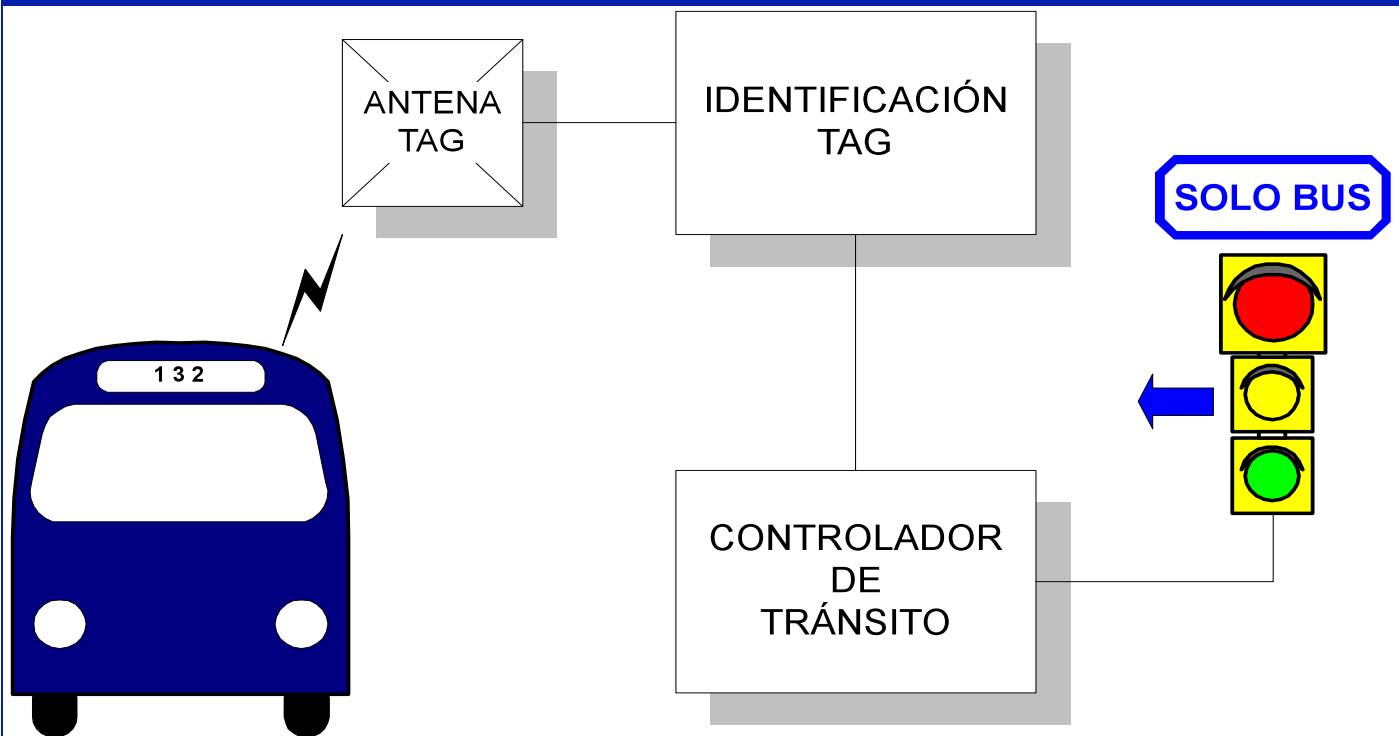 ANTENA
TAG
IDENTIFICACIÓN
TAG
SOLO BUS
1 3 2
CONTROLADOR
DE
TRÁNSITO